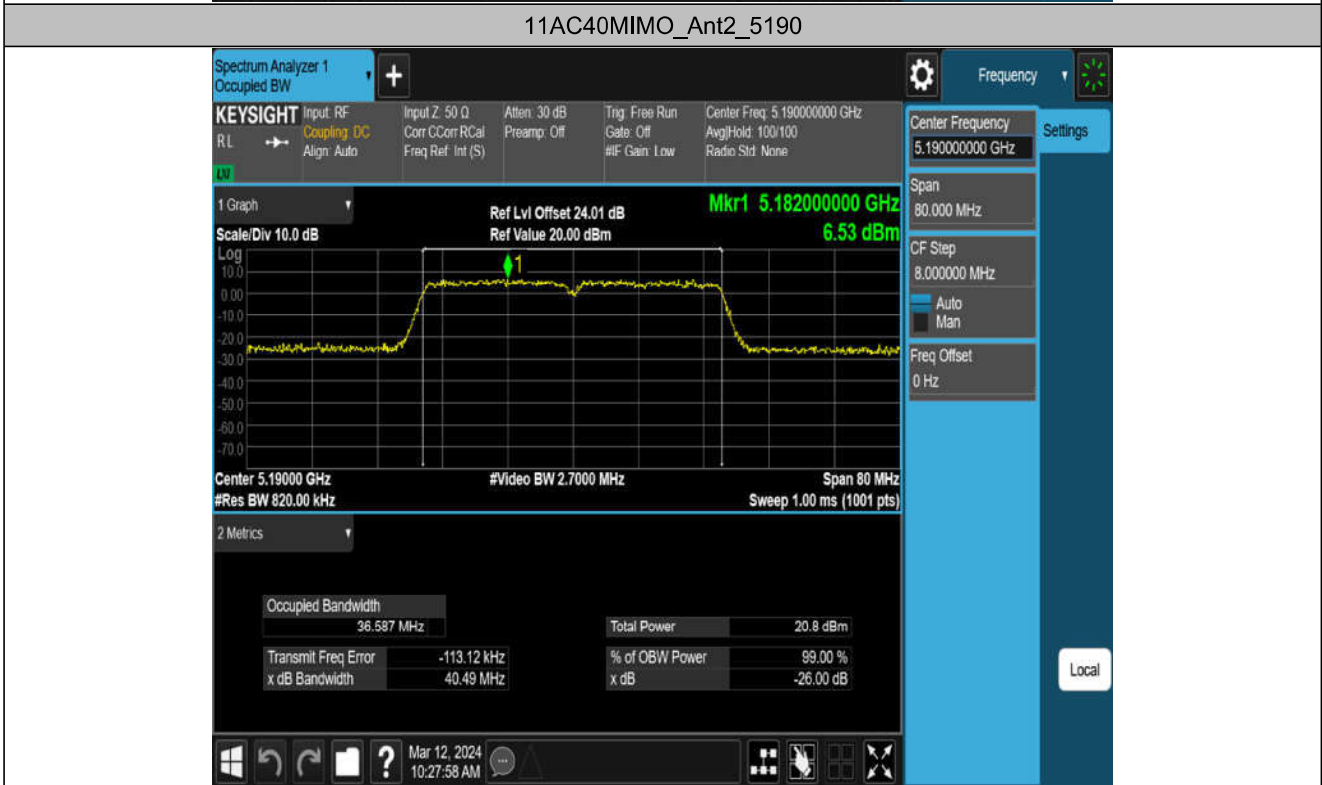 11AC40MIMO_Ant2_5190
Spectrum Analyzer 1
Occupied BW
+
Frequency
KEYSIGHT
RL
LXI
Input: RF
Coupling: DC
Align: Auto
Input Z: 50 Ω
Corr CCorr RCal
Freq Ref: Int (S)
Atten: 30 dB
Preamp: Off
Trig: Free Run
Gate: Off
#IF Gain: Low
Center Freq: 5.190000000 GHz
Avg|Hold: 100/100
Radio Std: None
Center Frequency
5.190000000 GHz
Settings
Span
80.000 MHz
CF Step
8.000000 MHz
Auto
Man
Freq Offset
0 Hz
1 Graph
Scale/Div 10.0 dB
Ref Lvl Offset 24.01 dB
Ref Value 20.00 dBm
Mkr1 5.182000000 GHz
6.53 dBm
Log
10.0
0.00
-10.0
-20.0
-30.0
-40.0
-50.0
-60.0
-70.0
1
Center 5.19000 GHz
#Res BW 820.00 kHz
#Video BW 2.7000 MHz
Span 80 MHz
Sweep 1.00 ms (1001 pts)
2 Metrics
Occupied Bandwidth
36.587 MHz
Total Power 20.8 dBm
Transmit Freq Error -113.12 kHz
% of OBW Power 99.00 %
x dB Bandwidth 40.49 MHz
x dB -26.00 dB
Local
?
Mar 12, 2024
10:27:58 AM